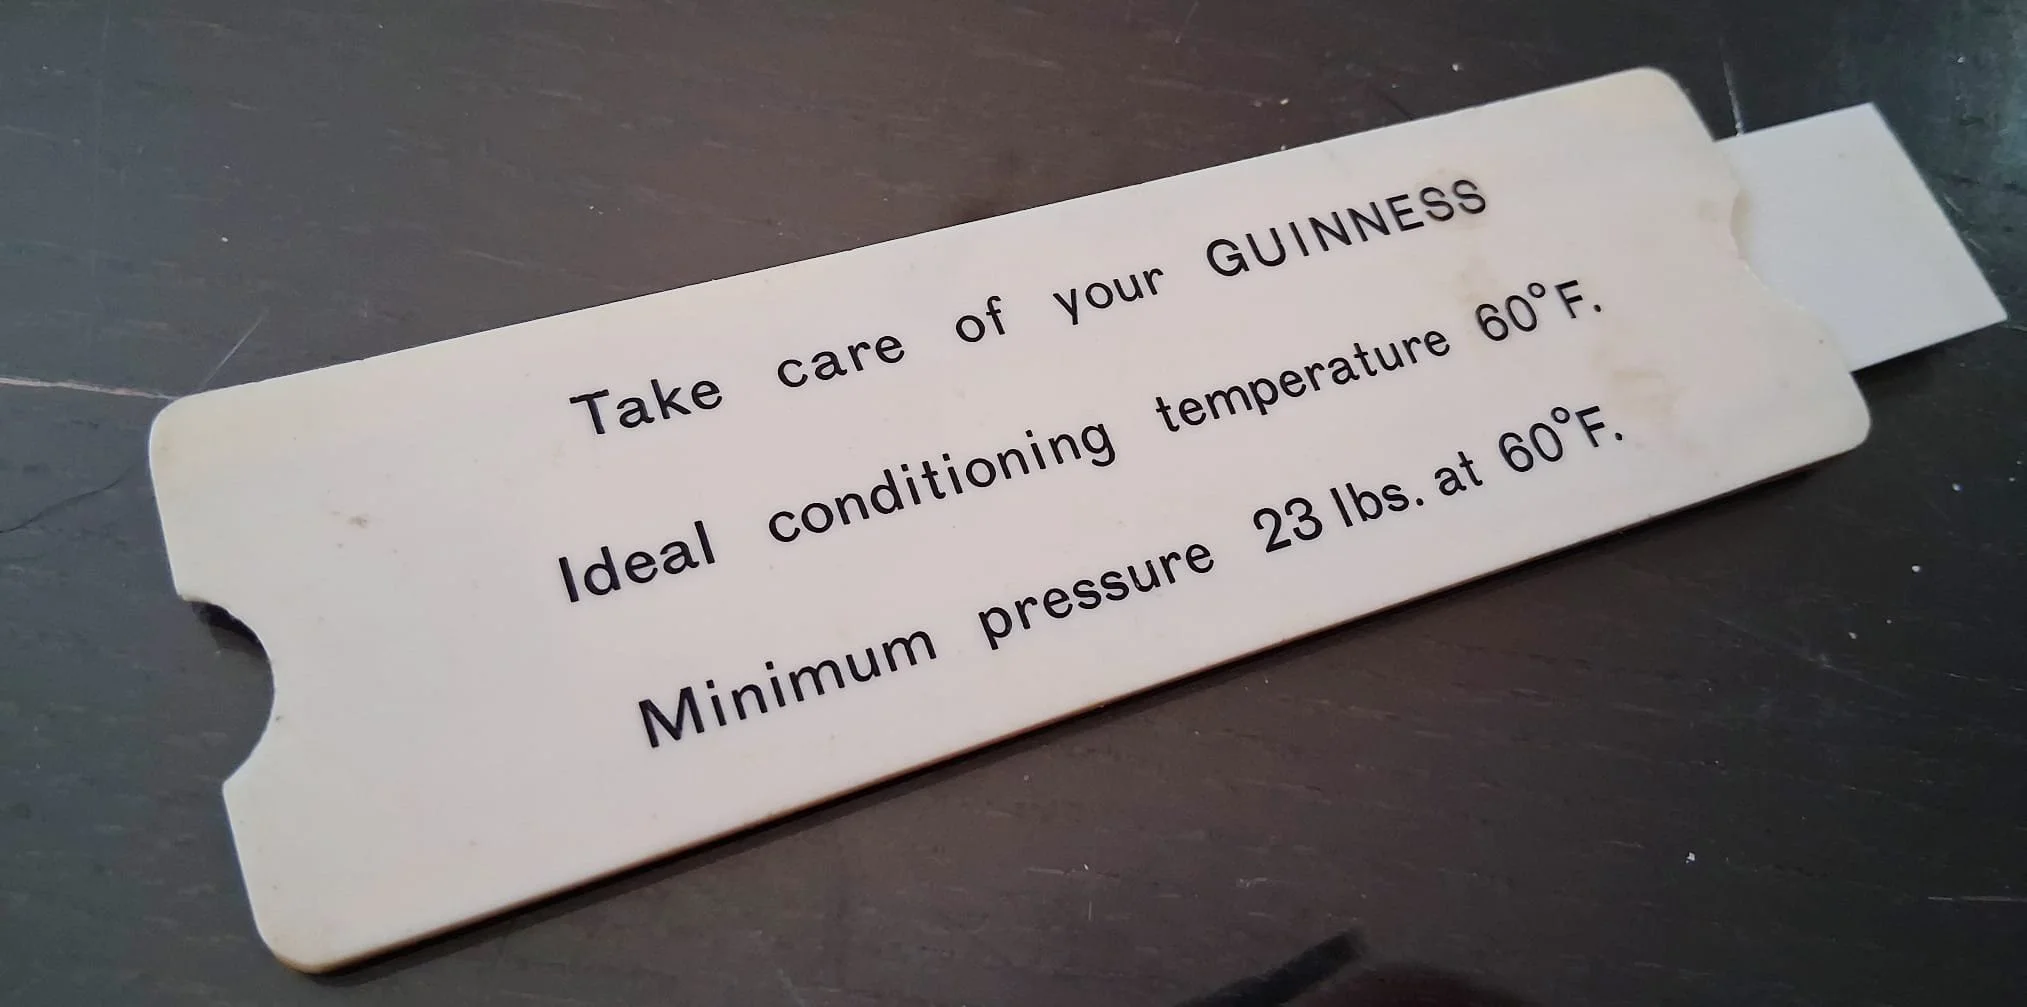 Take care of your GUINNESS
Ideal conditioning temperature 60°F.
Minimum pressure 23 lbs. at 60°F.